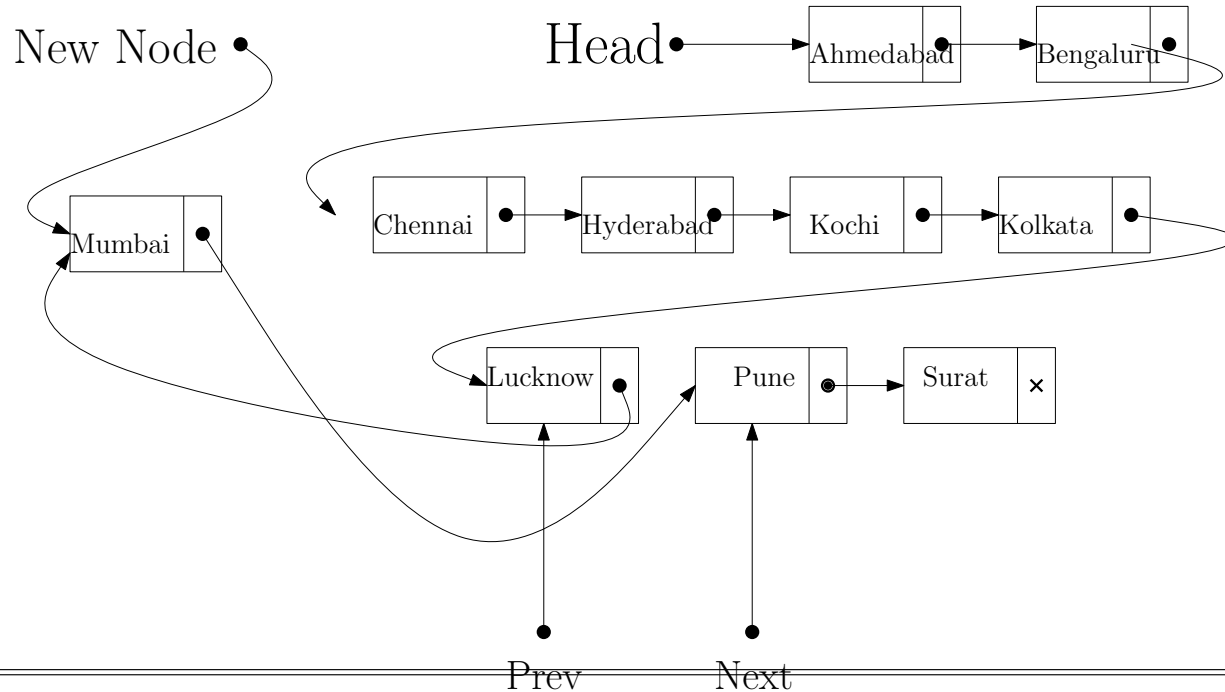 New Node
Head
Ahmedabad
Bengaluru
Chennai
Hyderabad
Kochi
Kolkata
Mumbai
Lucknow
Pune
Surat
Prev
Next